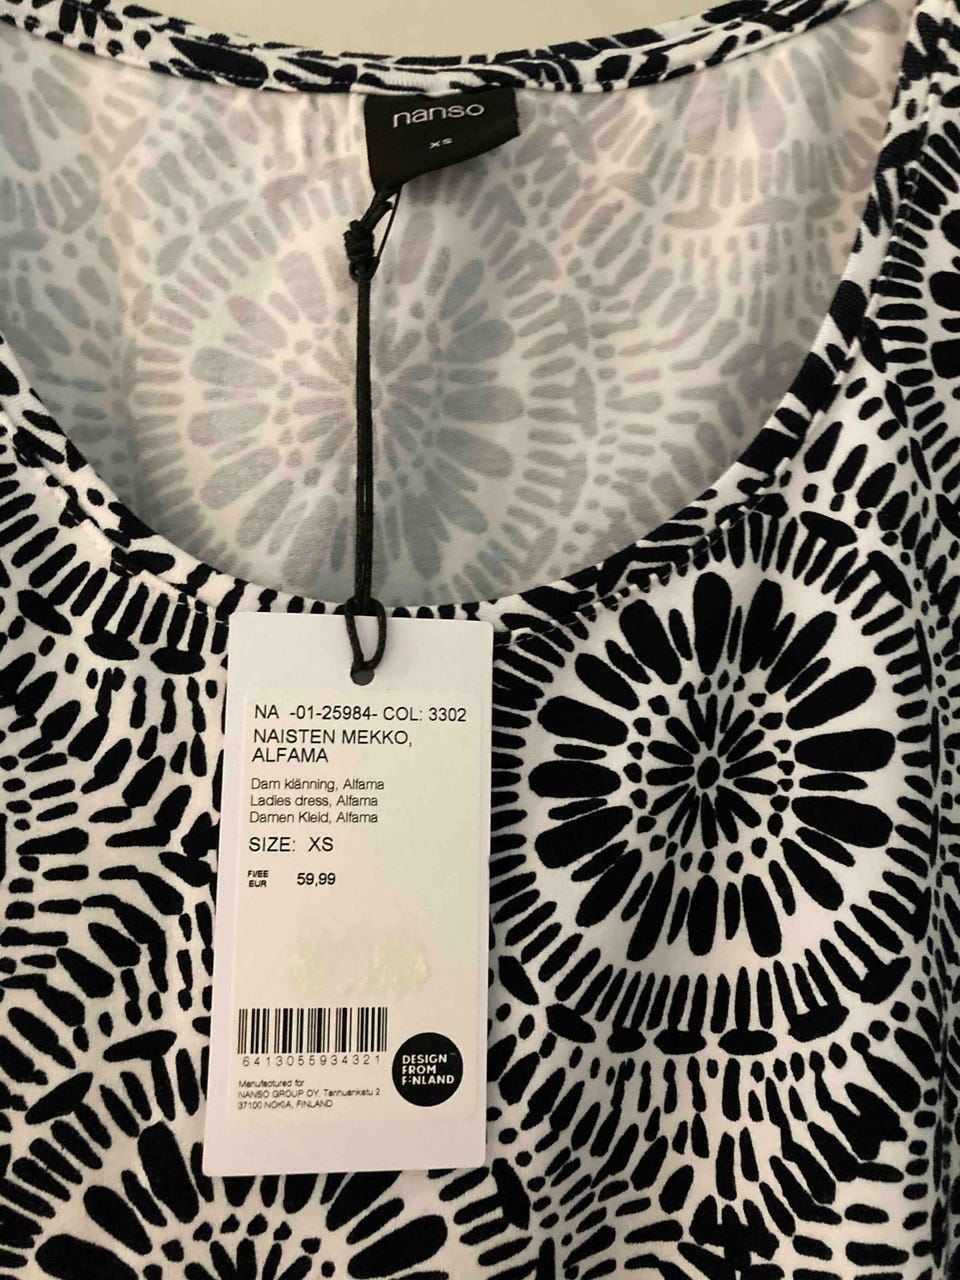 nanso
XS
NA -01-25984- COL: 3302
NAISTEN MEKKO,
ALFAMA
Dam klänning, Alfama
Ladies dress, Alfama
Damen Kleid, Alfama
SIZE: XS
FI/EE
EUR
59,99
6413055934321
DESIGN
FROM
FINLAND
Manufactured for
NANSO GROUP OY, Tanhuankatu 2
37100 NOKIA, FINLAND